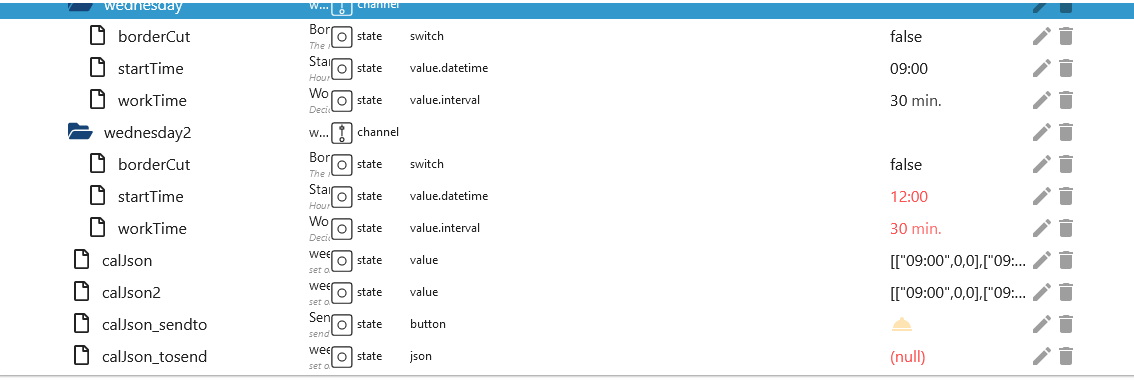 wednesday w... channel
borderCut Bor state switch false
The r
startTime Star state value.datetime 09:00
Hour
workTime Wo state value.interval 30 min.
Decid
wednesday2 w... channel
borderCut Bor state switch false
The r
startTime Star state value.datetime 12:00
Hour
workTime Wo state value.interval 30 min.
Decid
calJson wee state value [["09:00",0,0],["09:...
set o
calJson2 wee state value [["09:00",0,0],["09:...
set o
calJson_sendto Sen state button
send
calJson_tosend wee state json (null)
set o